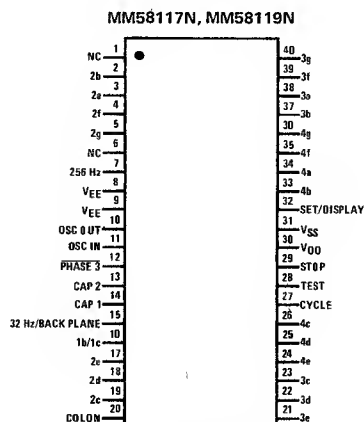 MM58117N, MM58119N
1
NC
2
2b
3
2a
4
2f
5
2g
6
NC
7
256 Hz
8
VEE
9
VEE
10
OSC OUT
11
OSC IN
12
PHASE 3
13
CAP 2
14
CAP 1
15
32 Hz/BACK PLANE
16
1b/1c
17
2e
18
2d
19
2c
20
COLON
40
3g
39
3f
38
3a
37
3b
36
4g
35
4f
34
4a
33
4b
32
SET/DISPLAY
31
VSS
30
VDD
29
STOP
28
TEST
27
CYCLE
26
4c
25
4d
24
4e
23
3c
22
3d
21
3e